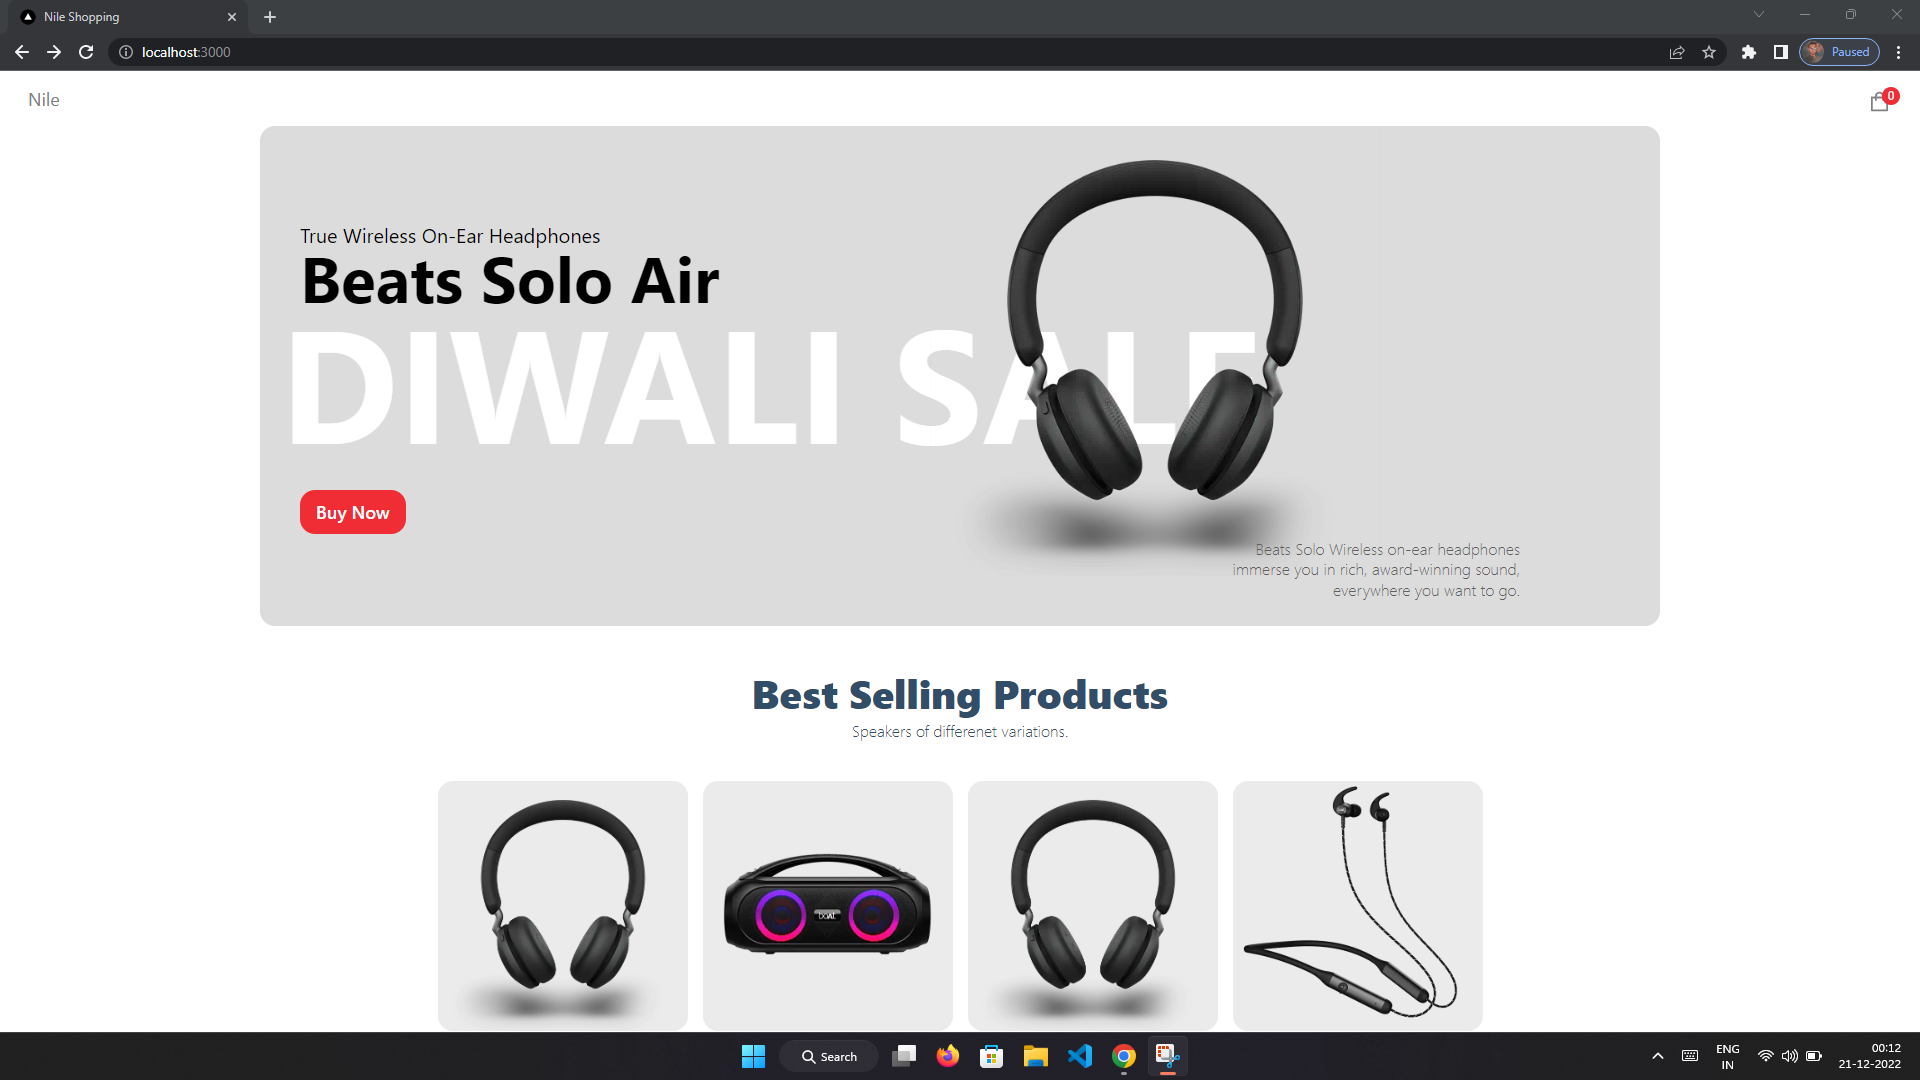 Nile Shopping
localhost:3000
Paused
Nile
0
True Wireless On-Ear Headphones
Beats Solo Air
DIWALI SALE
Buy Now
Beats Solo Wireless on-ear headphones
immerse you in rich, award-winning sound,
everywhere you want to go.
Best Selling Products
Speakers of differenet variations.
Search
ENG
IN
00:12
21-12-2022